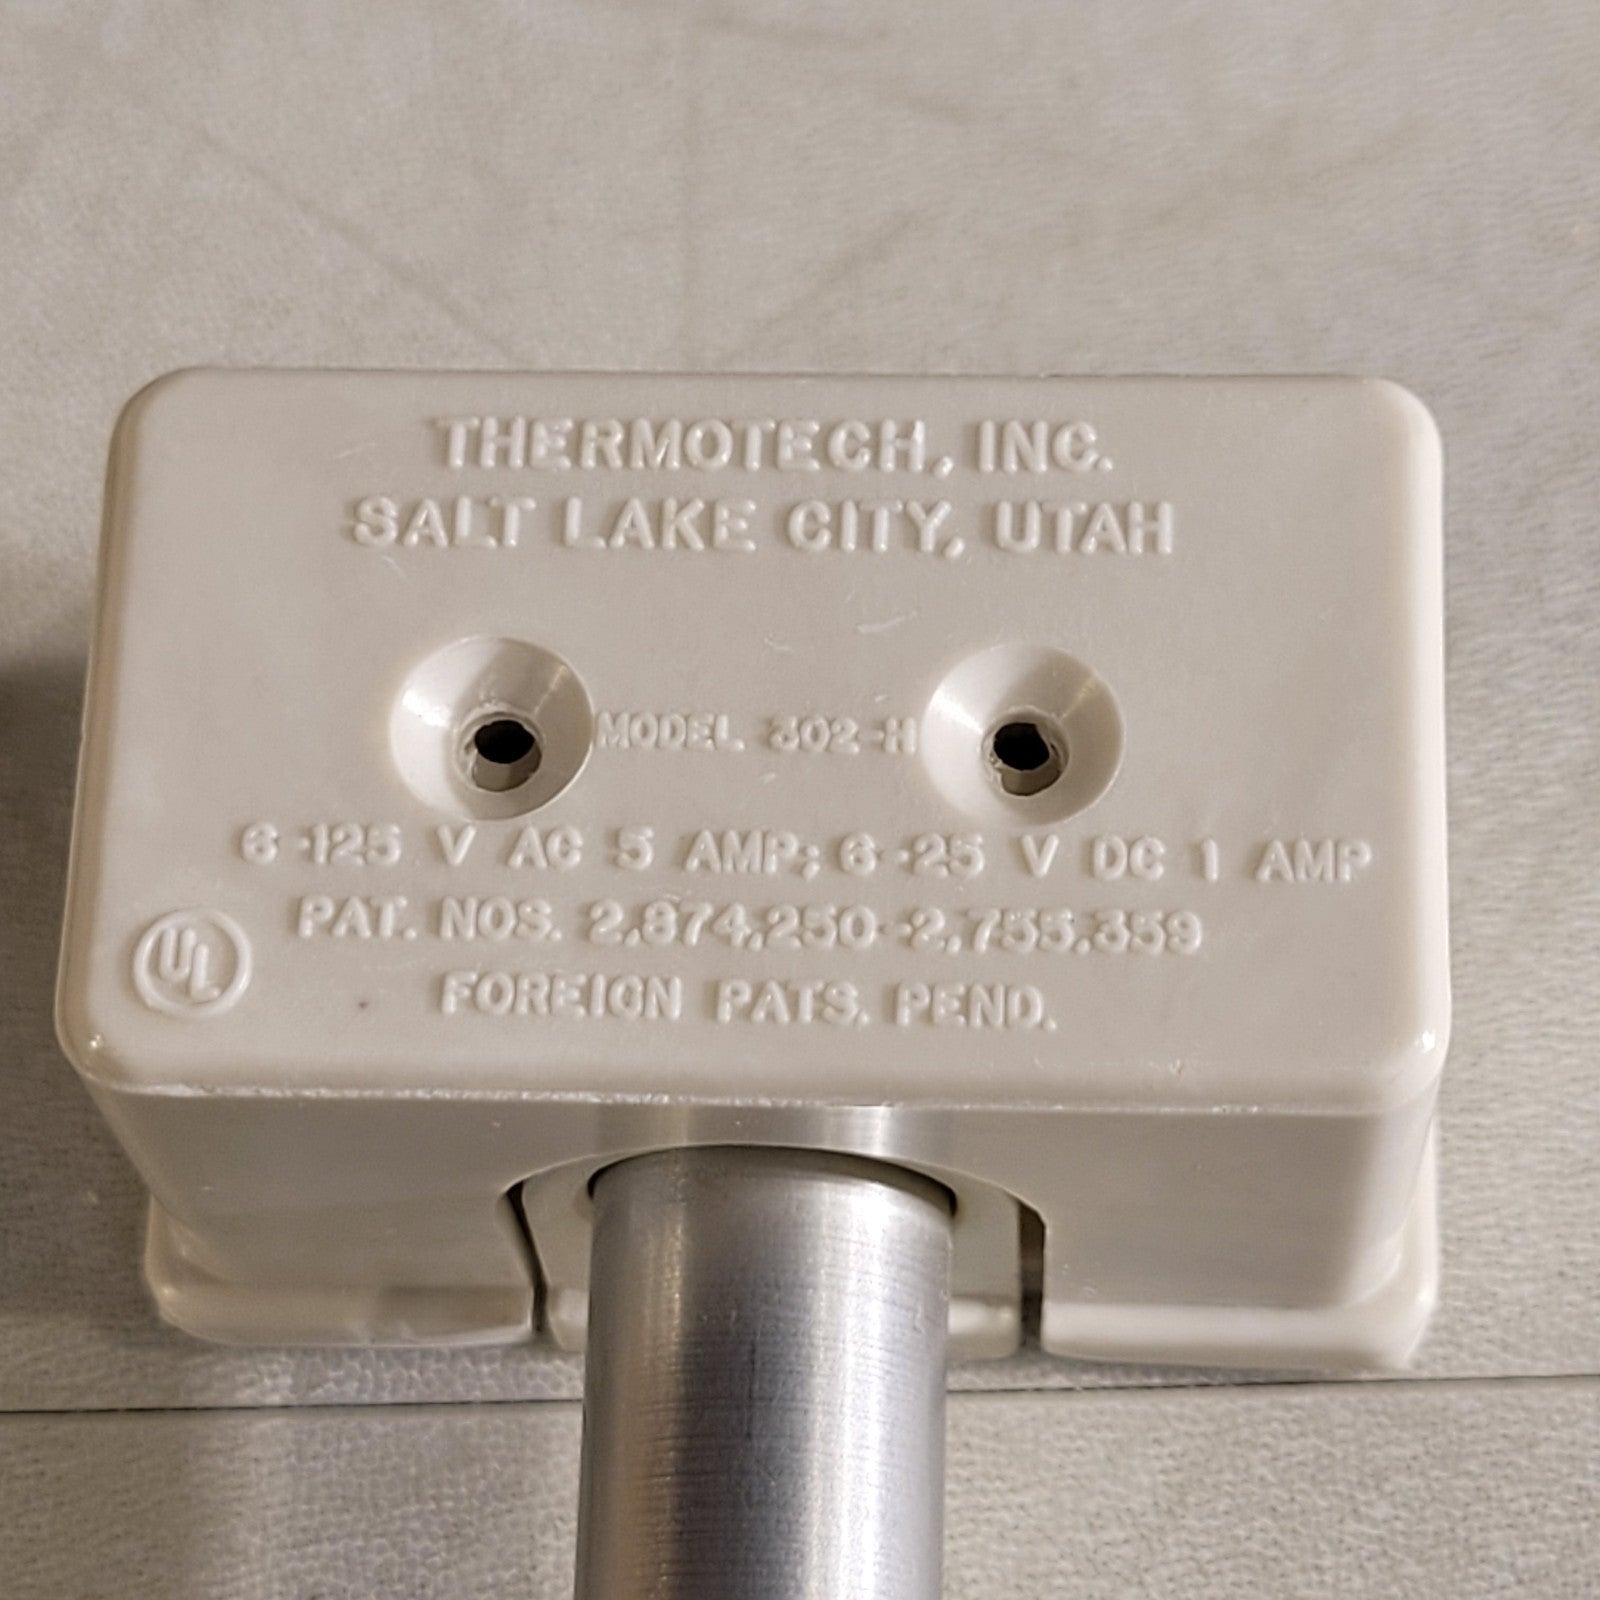 THERMOTECH, INC.
SALT LAKE CITY, UTAH
MODEL 302-H
6-125 V AC 5 AMP; 6-25 V DC 1 AMP
PAT. NOS. 2,874,250-2,755,359
UL
FOREIGN PATS. PEND.